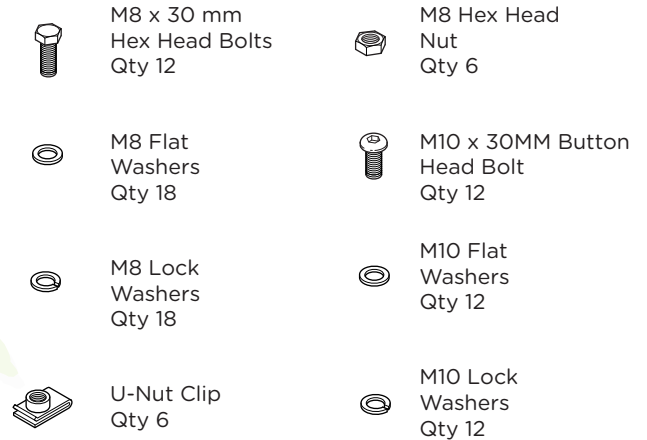 M8 x 30 mm
Hex Head Bolts
Qty 12
M8 Flat
Washers
Qty 18
M8 Lock
Washers
Qty 18
U-Nut Clip
Qty 6
M8 Hex Head
Nut
Qty 6
M10 x 30MM Button
Head Bolt
Qty 12
M10 Flat
Washers
Qty 12
M10 Lock
Washers
Qty 12